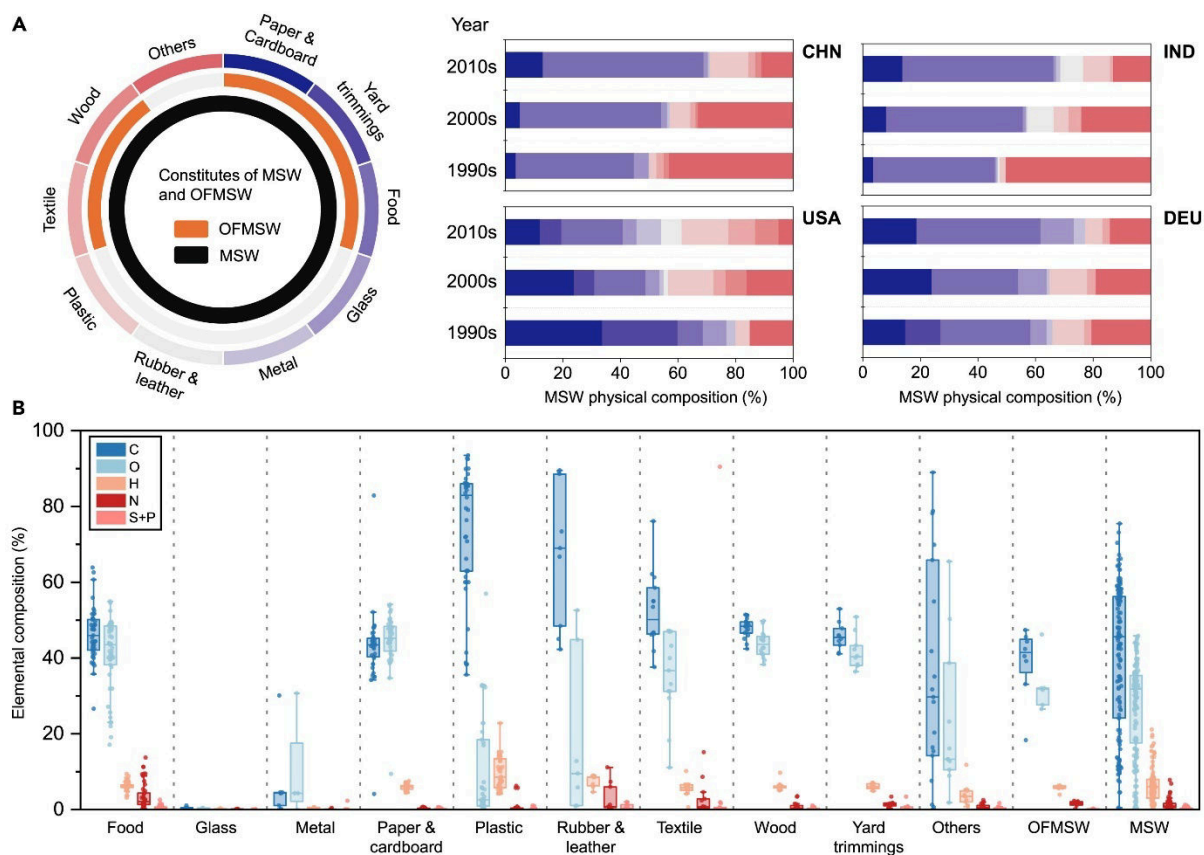 A
Paper &
Cardboard
Yard
trimmings
Food
Glass
Metal
Rubber &
leather
Plastic
Textile
Wood
Others
Constitutes of MSW
and OFMSW
OFMSW
MSW
Year
2010s
2000s
1990s
CHN
IND
2010s
2000s
1990s
USA
DEU
0 20 40 60 80 100
MSW physical composition (%)
0 20 40 60 80 100
MSW physical composition (%)
B
Elemental composition (%)
100
80
60
40
20
0
C
O
H
N
S+P
Food
Glass
Metal
Paper &
cardboard
Plastic
Rubber &
leather
Textile
Wood
Yard
trimmings
Others
OFMSW
MSW